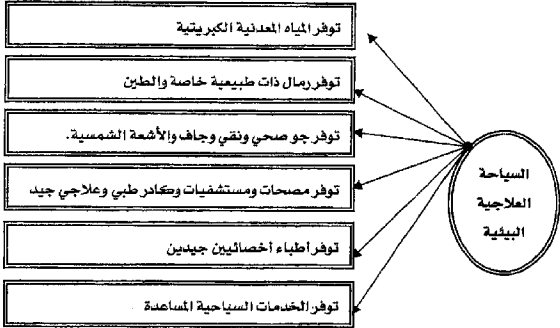 توفر المياه المعدنية الكبريتية
توفر رمال ذات طبيعية خاصة والطين
توفر جو صحي ونقي وجاف والأشعة الشمسية.
توفر مصحات ومستشفيات وكادر طبي وعلاجي جيد
توفر أطباء أخصائيين جيدين
توفر الخدمات السياحية المساعدة
السياحة
العلاجية
البيئية